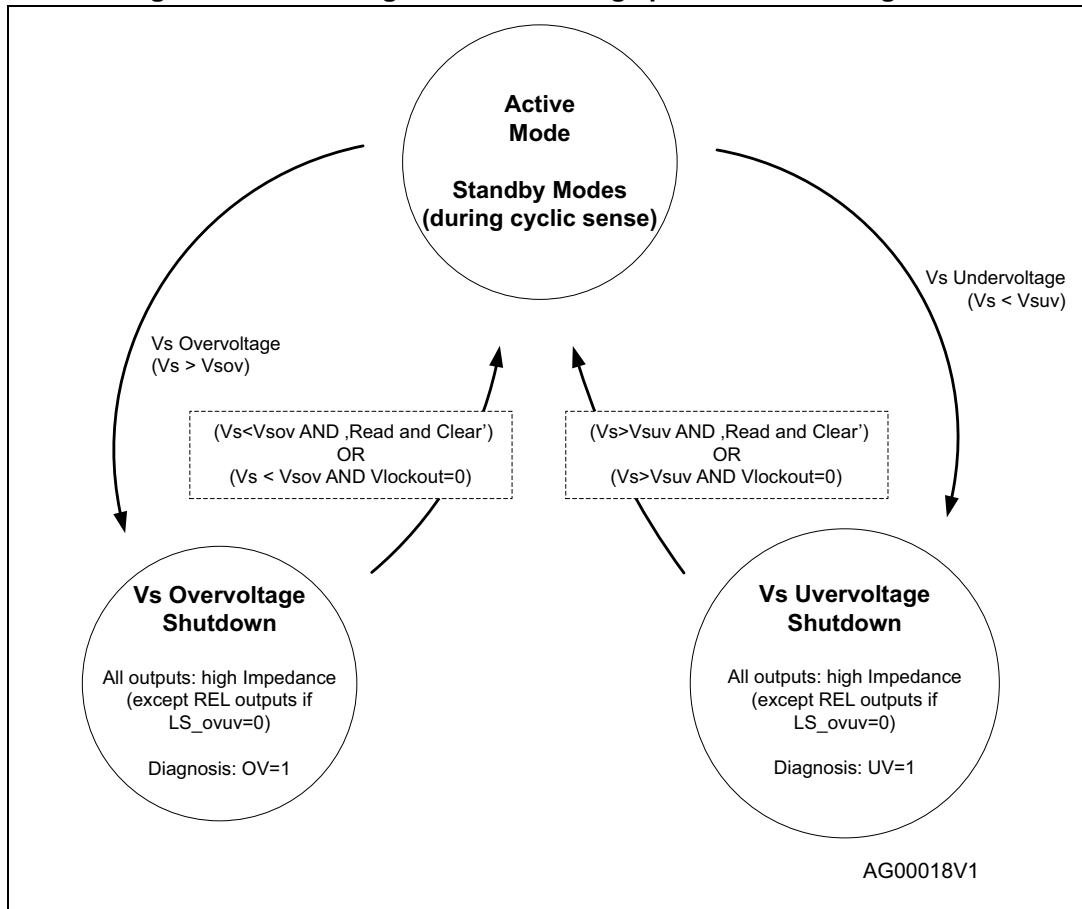 Active
Mode
Standby Modes
(during cyclic sense)
Vs Undervoltage
(Vs < Vsuv)
Vs Overvoltage
(Vs > Vsov)
(Vs<Vsov AND ‚Read and Clear’)
OR
(Vs < Vsov AND Vlockout=0)
(Vs>Vsuv AND ‚Read and Clear’)
OR
(Vs>Vsuv AND Vlockout=0)
Vs Overvoltage
Shutdown
All outputs: high Impedance
(except REL outputs if
LS_ovuv=0)
Diagnosis: OV=1
Vs Uvervoltage
Shutdown
All outputs: high Impedance
(except REL outputs if
LS_ovuv=0)
Diagnosis: UV=1
AG00018V1